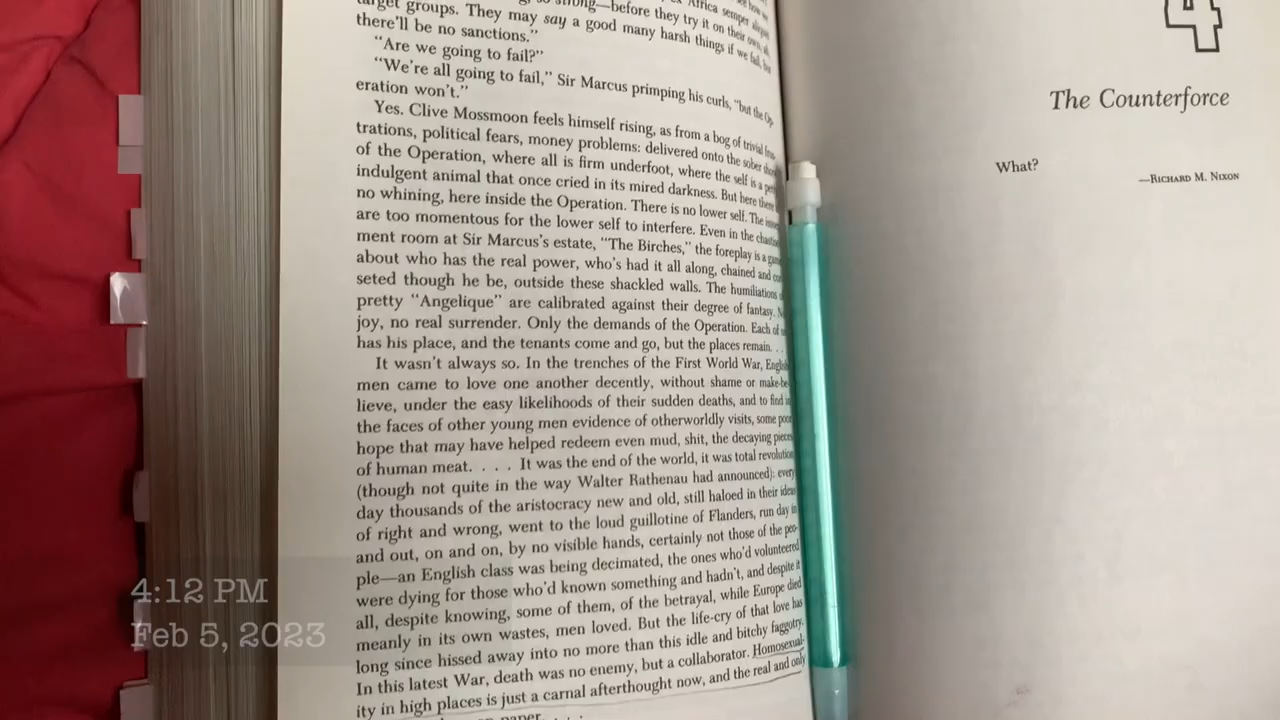 strong—before they try it on their own,
target groups. They may say a good many harsh things if we fail,
there'll be no sanctions."
"Are we going to fail?"
"We're all going to fail," Sir Marcus primping his curls, "but the Op-
eration won't."
Yes. Clive Mossmoon feels himself rising, as from a bog of trivial
trations, political fears, money problems: delivered onto the sober
of the Operation, where all is firm underfoot, where the self is a
indulgent animal that once cried in its mired darkness. But here there
no whining, here inside the Operation. There is no lower self. The
are too momentous for the lower self to interfere. Even in the
ment room at Sir Marcus's estate, "The Birches," the foreplay is a game
about who has the real power, who's had it all along, chained and
seted though he be, outside these shackled walls. The humiliations
pretty "Angelique" are calibrated against their degree of fantasy.
joy, no real surrender. Only the demands of the Operation. Each of
has his place, and the tenants come and go, but the places remain. . .
It wasn't always so. In the trenches of the First World War, English
men came to love one another decently, without shame or make-be-
lieve, under the easy likelihoods of their sudden deaths, and to find in
the faces of other young men evidence of otherworldly visits, some poor
hope that may have helped redeem even mud, shit, the decaying pieces
of human meat. . . . It was the end of the world, it was total revolution
(though not quite in the way Walter Rathenau had announced): every
day thousands of the aristocracy new and old, still haloed in their ideas
of right and wrong, went to the loud guillotine of Flanders, run day in
and out, on and on, by no visible hands, certainly not those of the peo-
ple—an English class was being decimated, the ones who'd volunteered
were dying for those who'd known something and hadn't, and despite it
all, despite knowing, some of them, of the betrayal, while Europe died
meanly in its own wastes, men loved. But the life-cry of that love has
long since hissed away into no more than this idle and bitchy faggotry.
In this latest War, death was no enemy, but a collaborator. Homosexual-
ity in high places is just a carnal afterthought now, and the real and only
paper. . . .
4
The Counterforce
What?
—RICHARD M. NIXON
4:12 PM
Feb 5, 2023